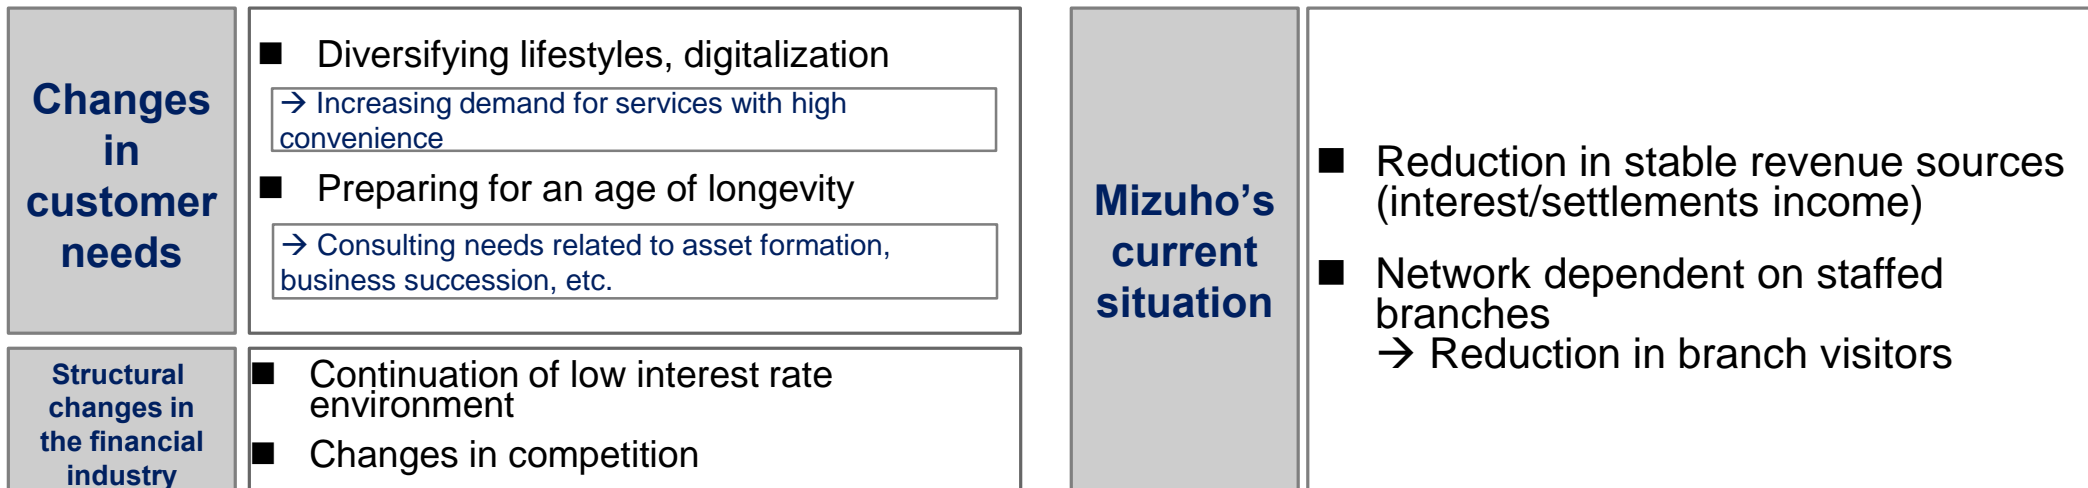 Changes
in
customer
needs
■ Diversifying lifestyles, digitalization
→ Increasing demand for services with high
convenience
■ Preparing for an age of longevity
→ Consulting needs related to asset formation,
business succession, etc.
Structural
changes in
the financial
industry
■ Continuation of low interest rate
environment
■ Changes in competition
Mizuho’s
current
situation
■ Reduction in stable revenue sources
(interest/settlements income)
■ Network dependent on staffed
branches
→ Reduction in branch visitors